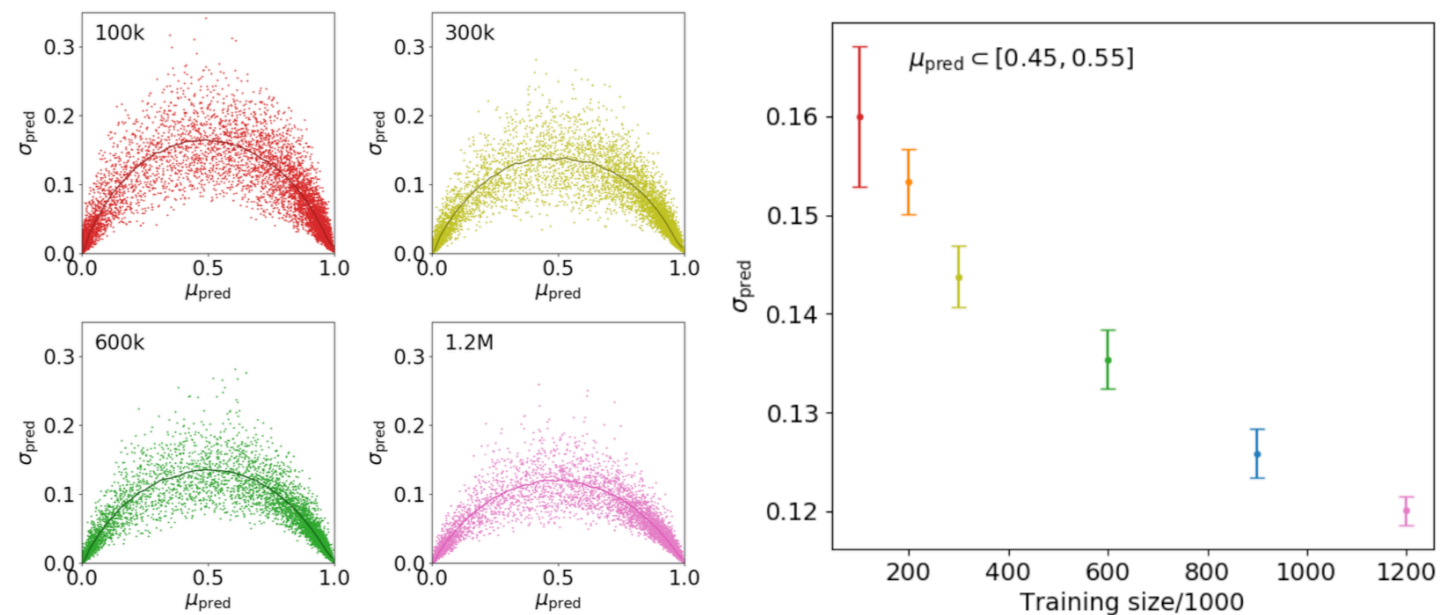 100k
0.3
0.2
0.1
0.0
σpred
0.0 0.5 1.0
μpred
300k
0.3
0.2
0.1
0.0
σpred
0.0 0.5 1.0
μpred
600k
0.3
0.2
0.1
0.0
σpred
0.0 0.5 1.0
μpred
1.2M
0.3
0.2
0.1
0.0
σpred
0.0 0.5 1.0
μpred
μpred ⊂ [0.45, 0.55]
0.16
0.15
0.14
0.13
0.12
σpred
200 400 600 800 1000 1200
Training size/1000